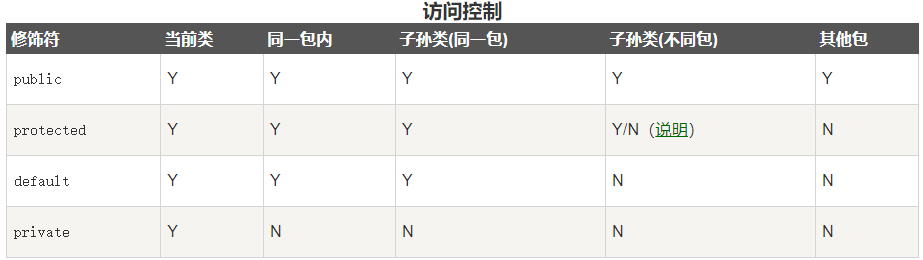 访问控制
修饰符 当前类 同一包内 子孙类(同一包) 子孙类(不同包) 其他包
public Y Y Y Y Y
protected Y Y Y Y/N（说明） N
default Y Y Y N N
private Y N N N N